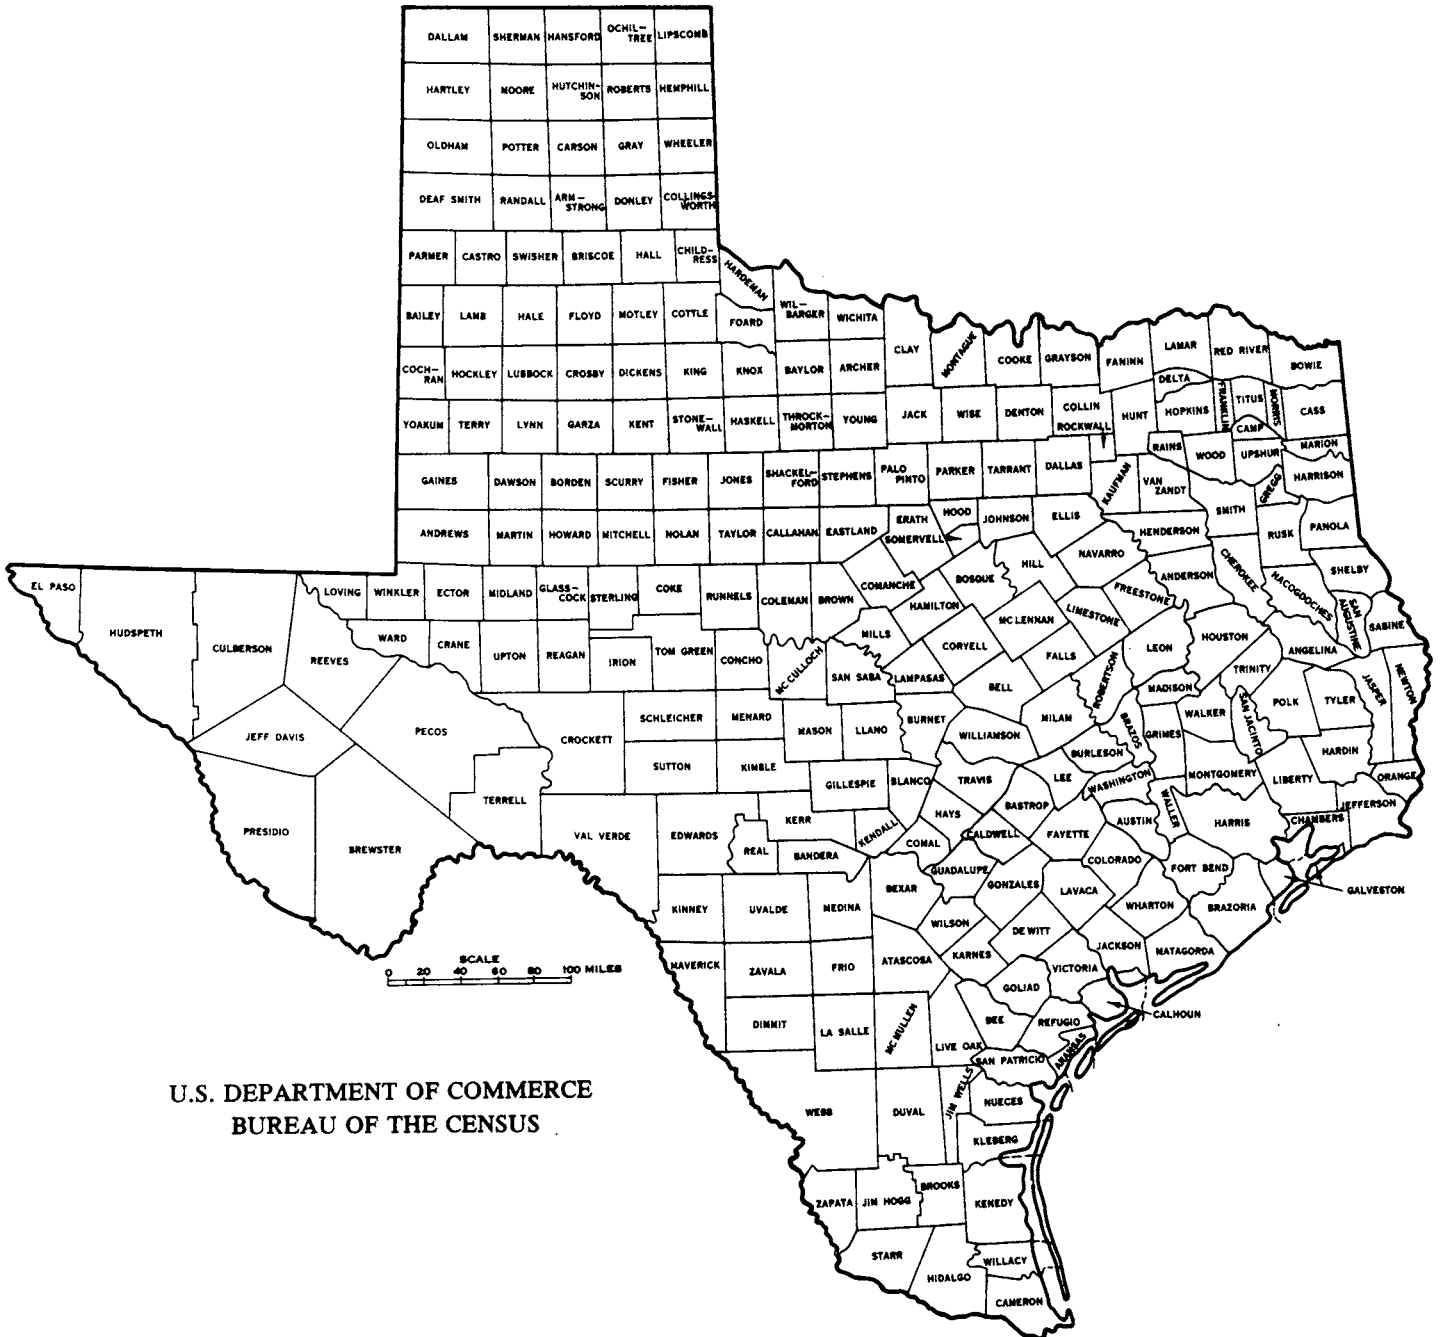 DALLAM
SHERMAN
HANSFORD
OCHIL-
TREE
LIPSCOMB
HARTLEY
MOORE
HUTCHIN-
SON
ROBERTS
HEMPHILL
OLDHAM
POTTER
CARSON
GRAY
WHEELER
DEAF SMITH
RANDALL
ARM-
STRONG
DONLEY
COLLINGS-
WORTH
PARMER
CASTRO
SWISHER
BRISCOE
HALL
CHILD-
RESS
HARDEMAN
BAILEY
LAMB
HALE
FLOYD
MOTLEY
COTTLE
FOARD
WIL-
BARGER
WICHITA
CLAY
MONTAGUE
COOKE
GRAYSON
FANINN
LAMAR
RED RIVER
BOWIE
COCH-
RAN
HOCKLEY
LUBBOCK
CROSBY
DICKENS
KING
KNOX
BAYLOR
ARCHER
DELTA
YOAKUM
TERRY
LYNN
GARZA
KENT
STONE-
WALL
HASKELL
THROCK-
MORTON
YOUNG
JACK
WISE
DENTON
COLLIN
ROCKWALL
HUNT
HOPKINS
FRANKLIN
TITUS
MORRIS
CASS
CAMP
GAINES
DAWSON
BORDEN
SCURRY
FISHER
JONES
SHACKEL-
FORD
STEPHENS
PALO
PINTO
PARKER
TARRANT
DALLAS
KAUFMAN
RAINS
WOOD
UPSHUR
MARION
VAN
ZANDT
GREGG
HARRISON
ANDREWS
MARTIN
HOWARD
MITCHELL
NOLAN
TAYLOR
CALLAHAN
EASTLAND
ERATH
SOMERVELL
HOOD
JOHNSON
ELLIS
HENDERSON
SMITH
RUSK
PANOLA
EL PASO
HUDSPETH
CULBERSON
REEVES
LOVING
WINKLER
ECTOR
MIDLAND
GLASS-
COCK
STERLING
COKE
RUNNELS
COLEMAN
BROWN
COMANCHE
HAMILTON
BOSQUE
HILL
NAVARRO
FREESTONE
ANDERSON
CHEROKEE
HACOGDOCHES
SHELBY
SAN
AUGUSTINE
SABINE
WARD
CRANE
UPTON
REAGAN
IRION
TOM GREEN
CONCHO
MC CULLOCH
MILLS
SAN SABA
LAMPASAS
CORYELL
MC LENNAN
LIMESTONE
FALLS
BELL
ROBERTSON
LEON
HOUSTON
TRINITY
ANGELINA
JASPER
NEWTON
JEFF DAVIS
PECOS
TERRELL
CROCKETT
SCHLEICHER
MENARD
MASON
LLANO
BURNET
WILLIAMSON
MILAM
BRAZOS
MADISON
GRIMES
WALKER
SAN JACINTO
POLK
TYLER
HARDIN
ORANGE
SUTTON
KIMBLE
GILLESPIE
BLANCO
TRAVIS
LEE
BURLESON
WASHINGTON
MONTGOMERY
LIBERTY
JEFFERSON
CHAMBERS
PRESIDIO
BREWSTER
VAL VERDE
EDWARDS
REAL
KERR
BANDERA
KENDALL
HAYS
COMAL
CALDWELL
BASTROP
FAYETTE
AUSTIN
WALLER
HARRIS
GALVESTON
GUADALUPE
GONZALES
LAVACA
COLORADO
FORT BEND
WHARTON
BRAZORIA
KINNEY
UVALDE
MEDINA
BEXAR
WILSON
DE WITT
JACKSON
MATAGORDA
MAVERICK
ZAVALA
FRIO
ATASCOSA
KARNES
GOLIAD
VICTORIA
CALHOUN
DIMMIT
LA SALLE
MC MULLEN
LIVE OAK
BEE
REFUGIO
ARANSAS
SAN PATRICIO
WEBB
DUVAL
JIM WELLS
NUECES
KLEBERG
ZAPATA
JIM HOGG
BROOKS
KENEDY
STARR
HIDALGO
WILLACY
CAMERON
SCALE
0 20 40 60 80 100 MILES
U.S. DEPARTMENT OF COMMERCE
BUREAU OF THE CENSUS